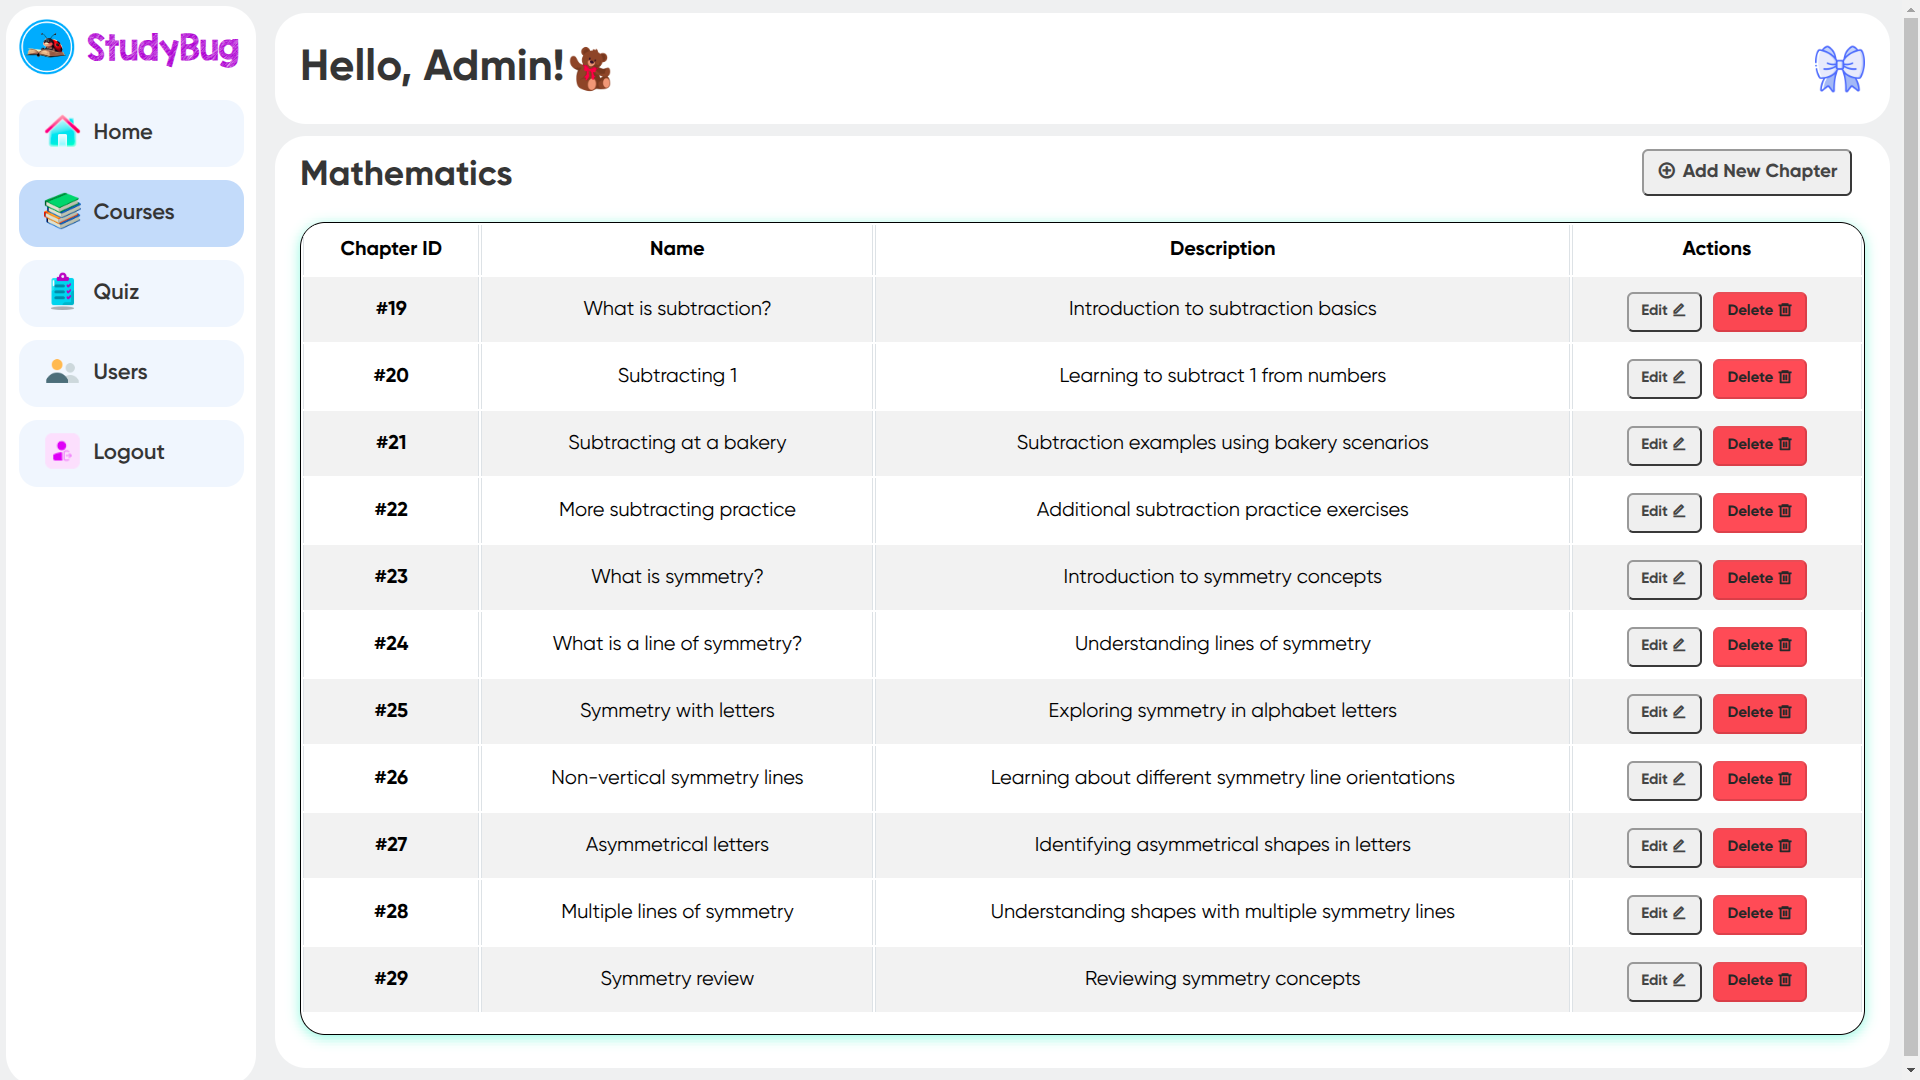 StudyBug
Home
Courses
Quiz
Users
Logout
Hello, Admin!
Mathematics
Add New Chapter
Chapter ID Name Description Actions
#19 What is subtraction? Introduction to subtraction basics Edit Delete
#20 Subtracting 1 Learning to subtract 1 from numbers Edit Delete
#21 Subtracting at a bakery Subtraction examples using bakery scenarios Edit Delete
#22 More subtracting practice Additional subtraction practice exercises Edit Delete
#23 What is symmetry? Introduction to symmetry concepts Edit Delete
#24 What is a line of symmetry? Understanding lines of symmetry Edit Delete
#25 Symmetry with letters Exploring symmetry in alphabet letters Edit Delete
#26 Non-vertical symmetry lines Learning about different symmetry line orientations Edit Delete
#27 Asymmetrical letters Identifying asymmetrical shapes in letters Edit Delete
#28 Multiple lines of symmetry Understanding shapes with multiple symmetry lines Edit Delete
#29 Symmetry review Reviewing symmetry concepts Edit Delete